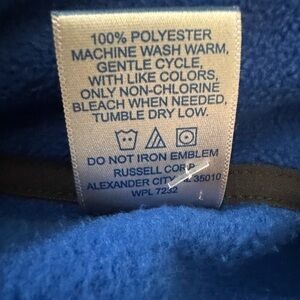 100% POLYESTER
MACHINE WASH WARM,
GENTLE CYCLE,
WITH LIKE COLORS,
ONLY NON-CHLORINE
BLEACH WHEN NEEDED,
TUMBLE DRY LOW.
DO NOT IRON EMBLEM
RUSSELL CORP.
ALEXANDER CITY, AL 35010
WPL 7232